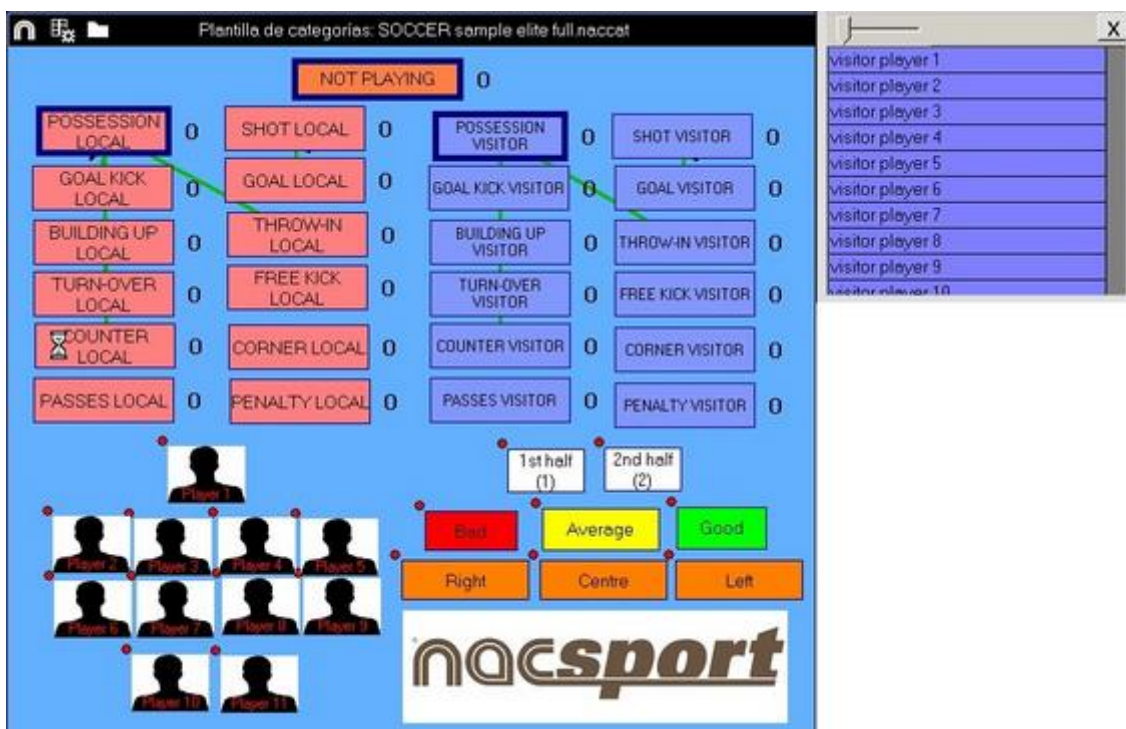 Plantilla de categorías: SOCCER sample elite full.naccat
X
NOT PLAYING 0
POSSESSION LOCAL 0
SHOT LOCAL 0
POSSESSION VISITOR 0
SHOT VISITOR 0
GOAL KICK LOCAL 0
GOAL LOCAL 0
GOAL KICK VISITOR 0
GOAL VISITOR 0
BUILDING UP LOCAL 0
THROW-IN LOCAL 0
BUILDING UP VISITOR 0
THROW-IN VISITOR 0
TURN-OVER LOCAL 0
FREE KICK LOCAL 0
TURN-OVER VISITOR 0
FREE KICK VISITOR 0
COUNTER LOCAL 0
CORNER LOCAL 0
COUNTER VISITOR 0
CORNER VISITOR 0
PASSES LOCAL 0
PENALTY LOCAL 0
PASSES VISITOR 0
PENALTY VISITOR 0
Player 1
Player 2
Player 3
Player 4
Player 5
Player 6
Player 7
Player 8
Player 9
Player 10
Player 11
1st half
(1)
2nd half
(2)
Bad
Average
Good
Right
Centre
Left
nacsport
visitor player 1
visitor player 2
visitor player 3
visitor player 4
visitor player 5
visitor player 6
visitor player 7
visitor player 8
visitor player 9
visitor player 10